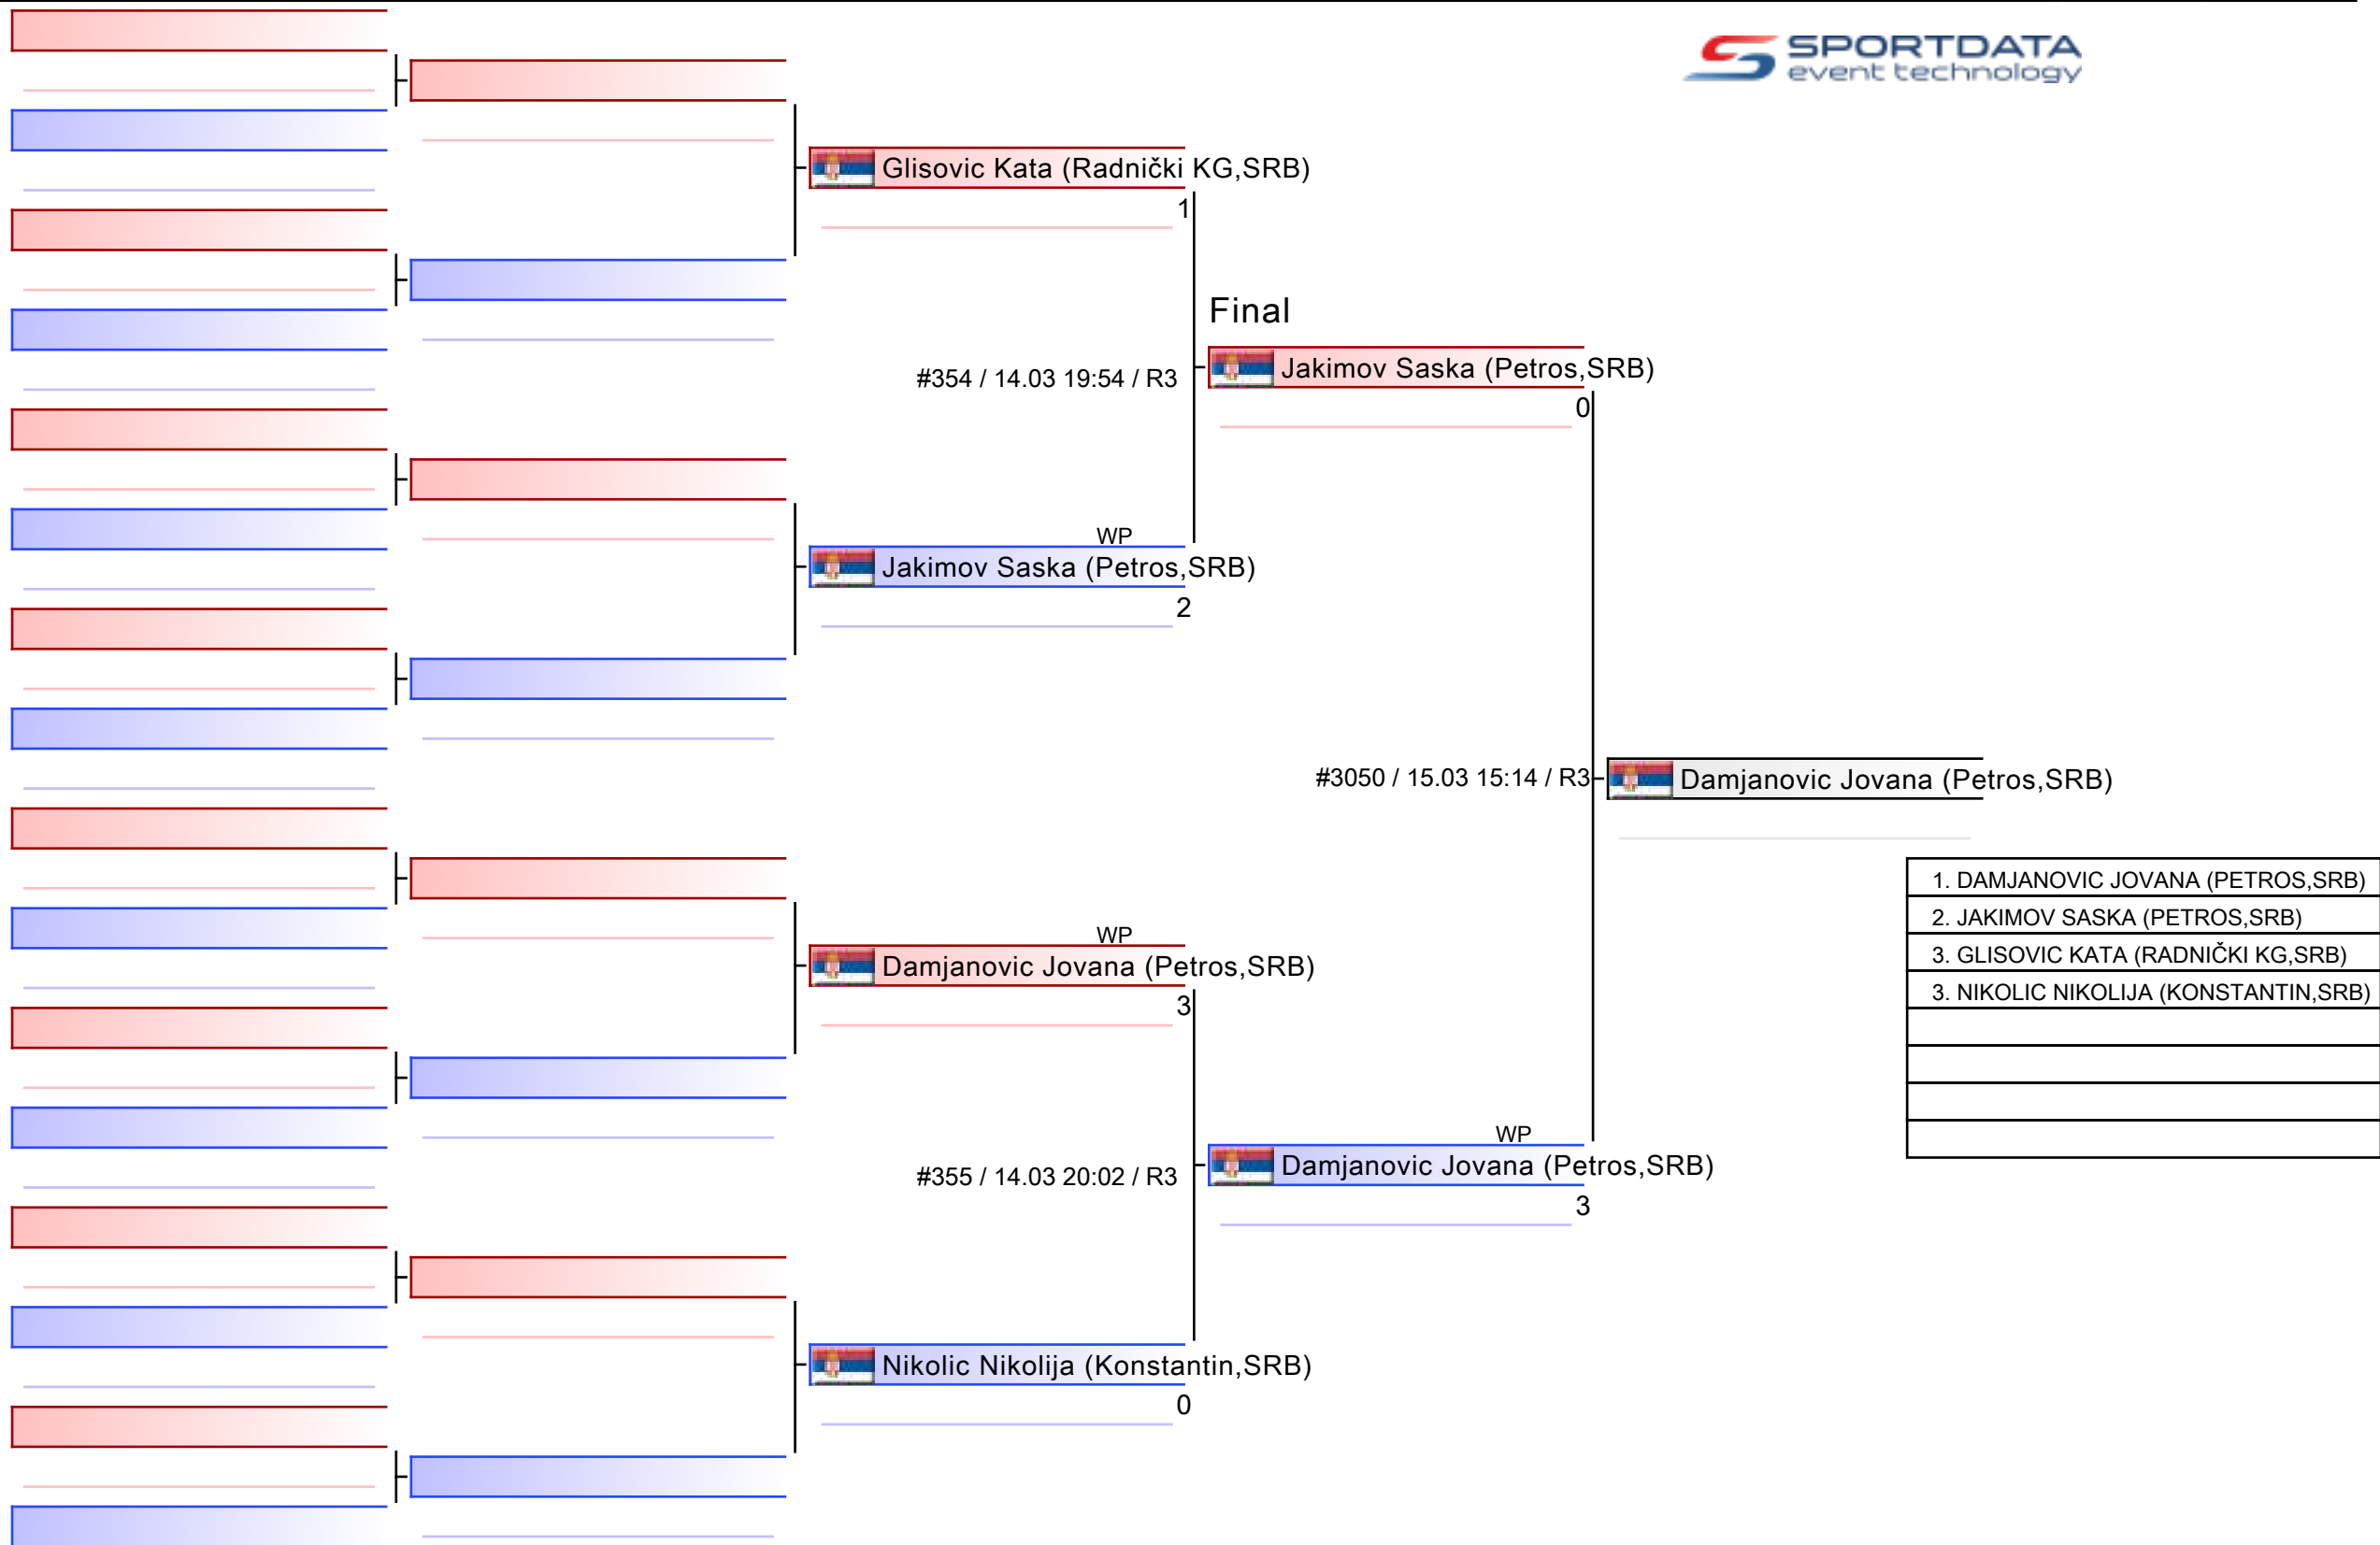 SPORTDATA
event technology
Glisovic Kata (Radnički KG,SRB)
1
Final
#354 / 14.03 19:54 / R3
Jakimov Saska (Petros,SRB)
0
WP
Jakimov Saska (Petros,SRB)
2
#3050 / 15.03 15:14 / R3
Damjanovic Jovana (Petros,SRB)
1. DAMJANOVIC JOVANA (PETROS,SRB)
2. JAKIMOV SASKA (PETROS,SRB)
3. GLISOVIC KATA (RADNIČKI KG,SRB)
3. NIKOLIC NIKOLIJA (KONSTANTIN,SRB)
WP
Damjanovic Jovana (Petros,SRB)
3
WP
#355 / 14.03 20:02 / R3
Damjanovic Jovana (Petros,SRB)
3
Nikolic Nikolija (Konstantin,SRB)
0